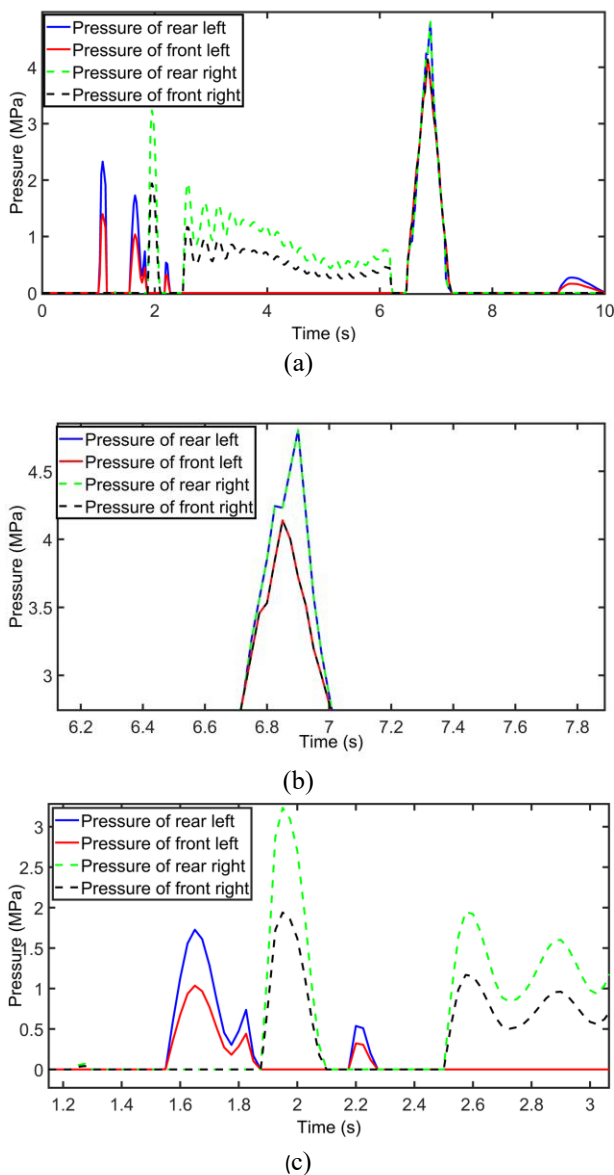 Pressure of rear left
Pressure of front left
Pressure of rear right
Pressure of front right
Pressure (MPa)
4
3
2
1
0
0 2 4 6 8 10
Time (s)
(a)
Pressure of rear left
Pressure of front left
Pressure of rear right
Pressure of front right
Pressure (MPa)
4.5
4
3.5
3
6.2 6.4 6.6 6.8 7 7.2 7.4 7.6 7.8
Time (s)
(b)
Pressure of rear left
Pressure of front left
Pressure of rear right
Pressure of front right
Pressure (MPa)
3
2.5
2
1.5
1
0.5
0
1.2 1.4 1.6 1.8 2 2.2 2.4 2.6 2.8 3
Time (s)
(c)